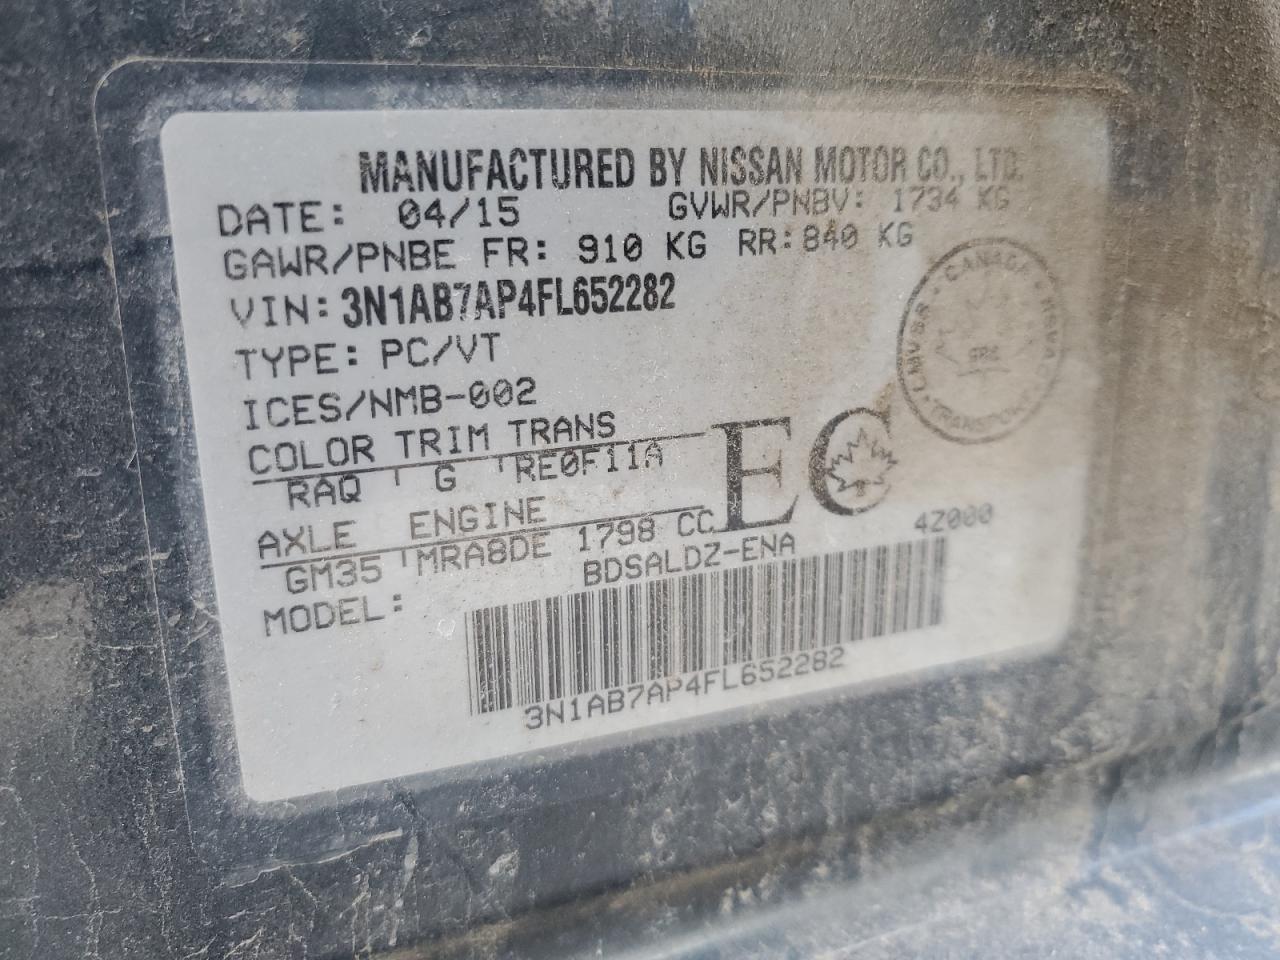 MANUFACTURED BY NISSAN MOTOR CO., LTD.
DATE: 04/15 GVWR/PNBV: 1734 KG
GAWR/PNBE FR: 910 KG RR: 840 KG
VIN: 3N1AB7AP4FL652282
TYPE: PC/VT
ICES/NMB-002
COLOR TRIM TRANS
RAQ G RE0F11A
AXLE ENGINE
GM35 MRA8DE 1798 CC
EC
MODEL: BDSALDZ-ENA 4Z000
3N1AB7AP4FL652282
CANADA
TRANSPORT